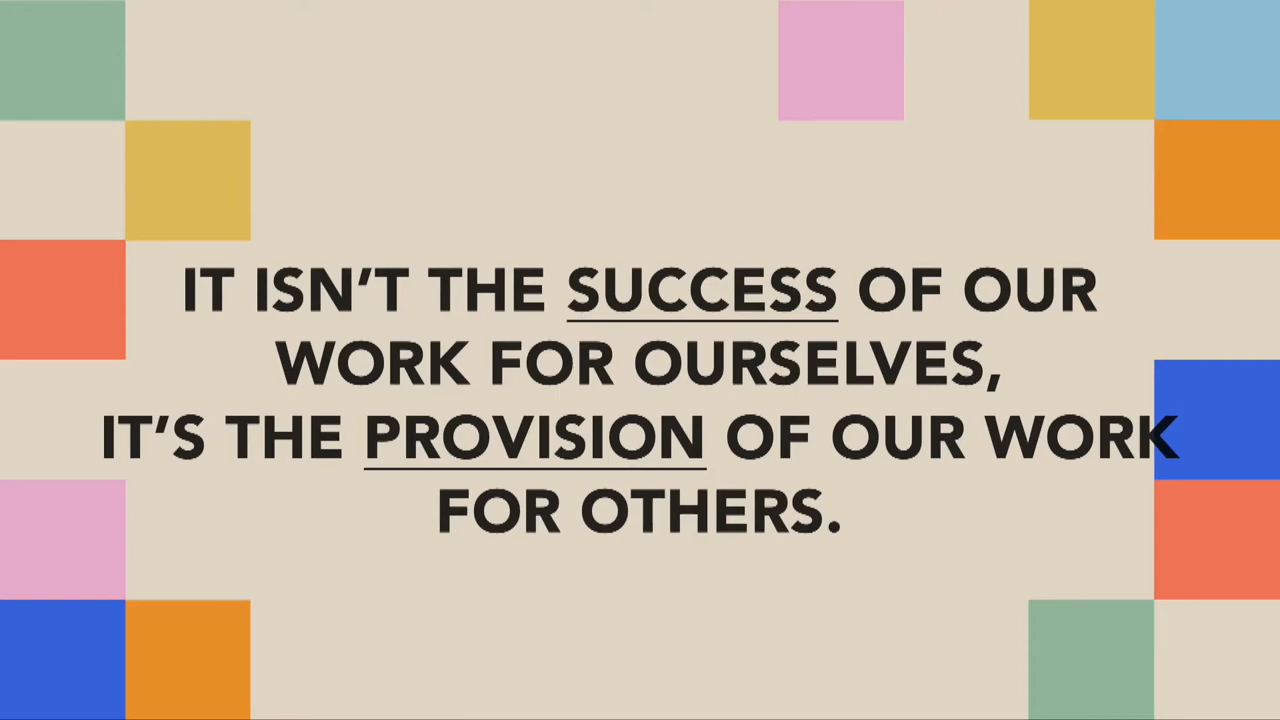 IT ISN’T THE SUCCESS OF OUR
WORK FOR OURSELVES,
IT’S THE PROVISION OF OUR WORK
FOR OTHERS.